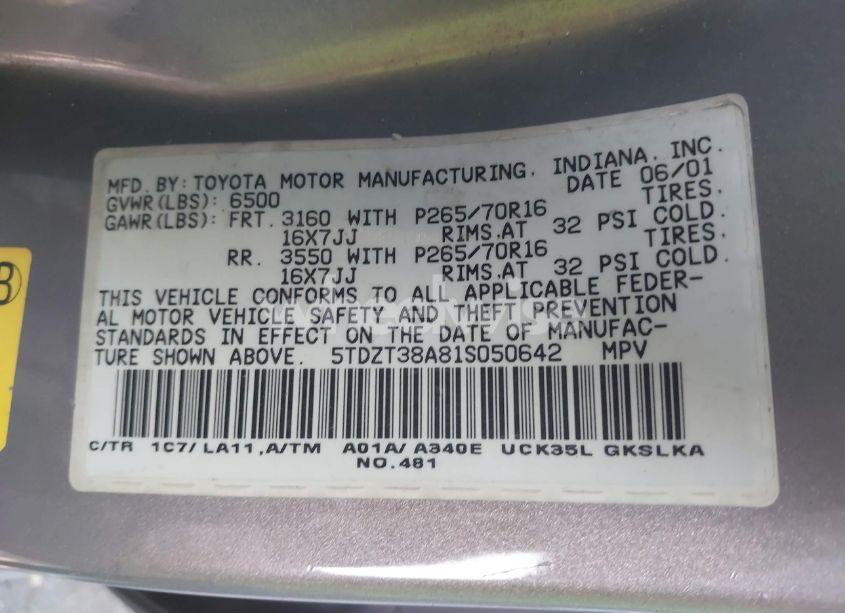 MFD. BY: TOYOTA MOTOR MANUFACTURING, INDIANA, INC.
GVWR(LBS): 6500 DATE 06/01
GAWR(LBS): FRT. 3160 WITH P265/70R16 TIRES,
16X7JJ RIMS,AT 32 PSI COLD.
RR. 3550 WITH P265/70R16 TIRES,
16X7JJ RIMS,AT 32 PSI COLD.
THIS VEHICLE CONFORMS TO ALL APPLICABLE FEDER-
AL MOTOR VEHICLE SAFETY AND THEFT PREVENTION
STANDARDS IN EFFECT ON THE DATE OF MANUFAC-
TURE SHOWN ABOVE. 5TDZT38A81S050642 MPV
C/TR 1C7/ LA11 ,A/TM A01A/ A340E UCK35L GKSLKA
NO.481